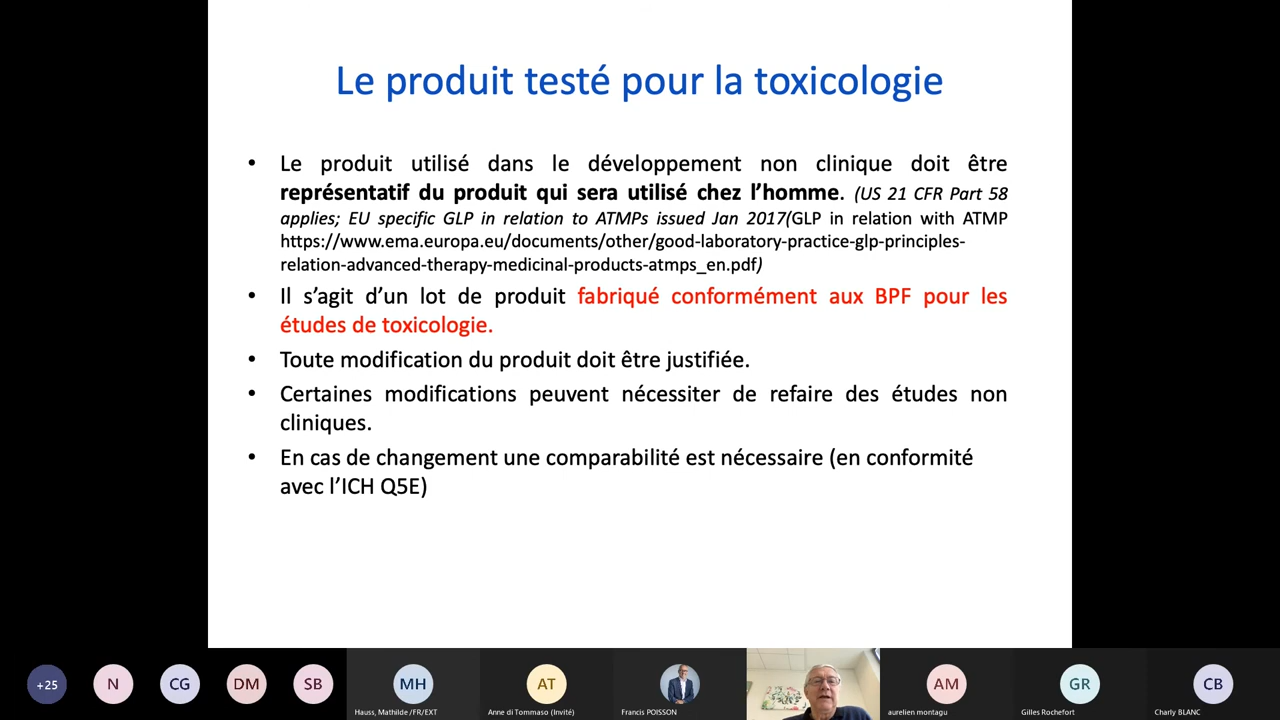 Le produit testé pour la toxicologie
• Le produit utilisé dans le développement non clinique doit être
représentatif du produit qui sera utilisé chez l’homme. (US 21 CFR Part 58
applies; EU specific GLP in relation to ATMPs issued Jan 2017(GLP in relation with ATMP
https://www.ema.europa.eu/documents/other/good-laboratory-practice-glp-principles-
relation-advanced-therapy-medicinal-products-atmps_en.pdf)
• Il s’agit d’un lot de produit fabriqué conformément aux BPF pour les
études de toxicologie.
• Toute modification du produit doit être justifiée.
• Certaines modifications peuvent nécessiter de refaire des études non
cliniques.
• En cas de changement une comparabilité est nécessaire (en conformité
avec l’ICH Q5E)
+25 N CG DM SB MH AT AM GR CB
Hauss, Mathilde /FR/EXT Anne di Tommaso (Invité) Francis POISSON aurelien montagu Gilles Rochefort Charly BLANC